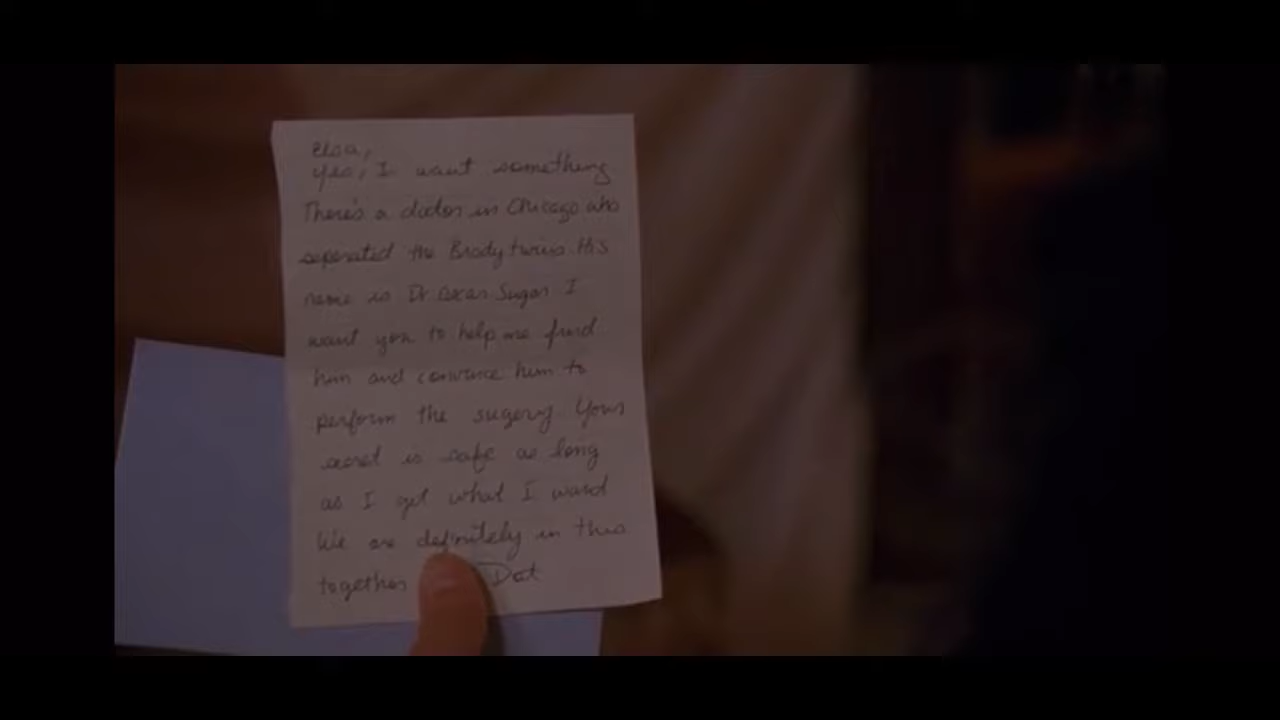 Elsa,
Yes, I want something
There's a doctor in Chicago who
seperated the Brody twins. His
name is Dr Oscar Sugar I
want you to help me find
him and convince him to
perform the sugery. Your
secret is safe as long
as I get what I want
We are definitely in this
together Dot